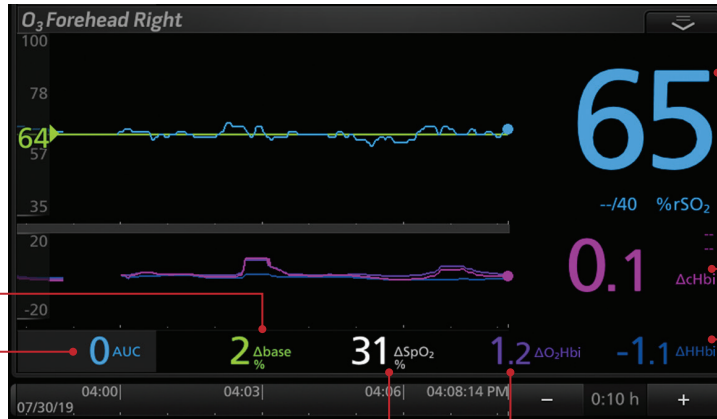 O₃ Forehead Right
100
78
64
57
35
65
--/40 %rSO₂
20
-20
--
--
0.1 ΔcHbi
0 AUC
2 Δbase %
31 ΔSpO₂ %
1.2 ΔO₂Hbi
-1.1 ΔHHbi
04:00 04:03 04:06 04:08:14 PM
07/30/19
− 0:10 h +